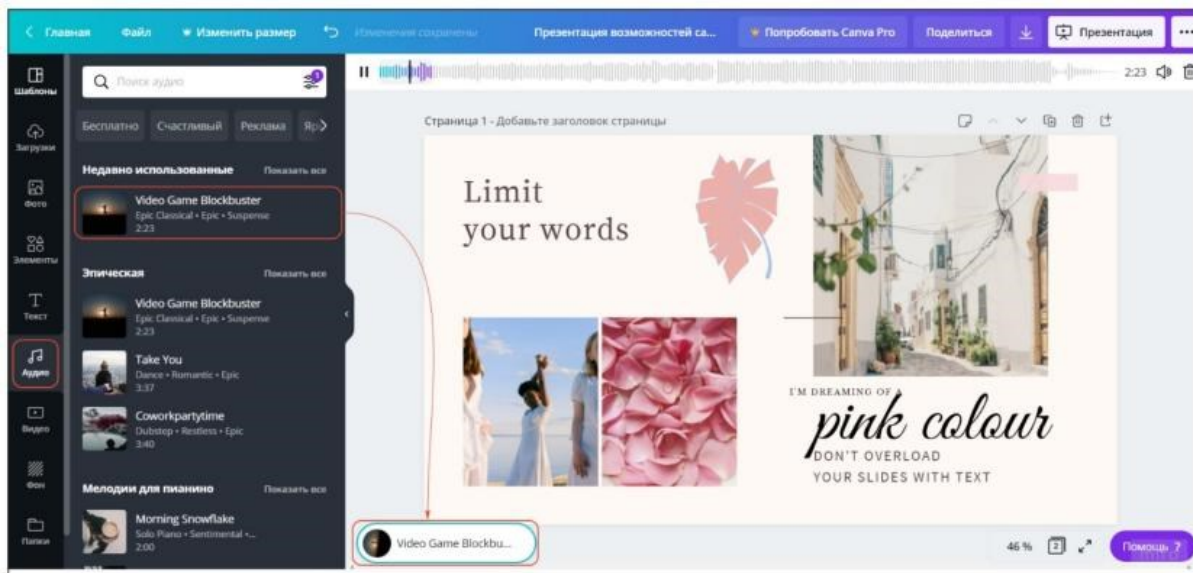 Главная
Файл
Изменить размер
Изменения сохранены
Презентация возможностей са...
Попробовать Canva Pro
Поделиться
Презентация
Шаблоны
Загрузки
Фото
Элементы
Текст
Аудио
Видео
Фон
Папки
Поиск аудио
1
Бесплатно
Счастливый
Реклама
Недавно использованные
Показать все
Video Game Blockbuster
Epic Classical • Epic • Suspense
2:23
Эпическая
Показать все
Video Game Blockbuster
Epic Classical • Epic • Suspense
2:23
Take You
Dance • Romantic • Epic
3:37
Coworkpartytime
Dubstep • Restless • Epic
3:40
Мелодии для пианино
Показать все
Morning Snowflake
Solo Piano • Sentimental •...
2:00
2:23
Страница 1 - Добавьте заголовок страницы
Limit
your words
I'M DREAMING OF A
pink colour
DON'T OVERLOAD
YOUR SLIDES WITH TEXT
Video Game Blockbu...
46 %
2
Помощь ?